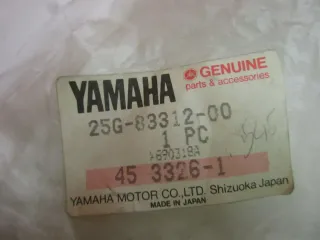 YAMAHA
GENUINE
parts & accessories
25G-83312-00
1 PC
>890318A
45 3326-1
YAMAHA MOTOR CO.,LTD. Shizuoka Japan
MADE IN JAPAN